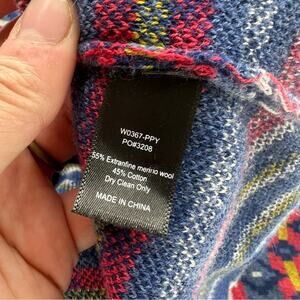 W0367-PPY
PO#3208
55% Extrafine merino wool
45% Cotton
Dry Clean Only
MADE IN CHINA